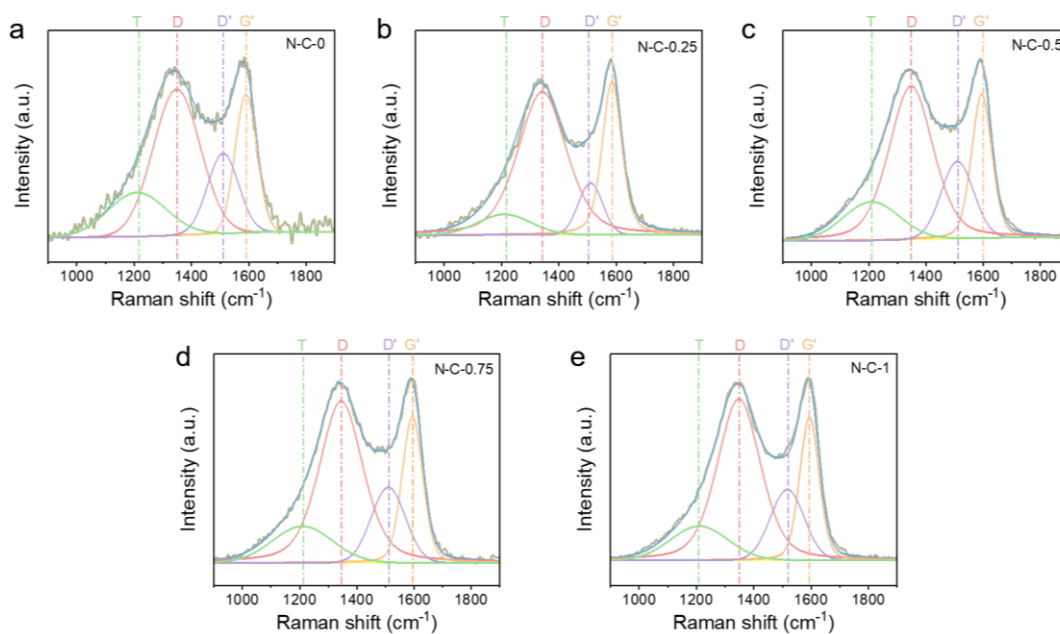 a
T D D' G'
N-C-0
Intensity (a.u.)
1000 1200 1400 1600 1800
Raman shift (cm-1)
b
T D D' G'
N-C-0.25
Intensity (a.u.)
1000 1200 1400 1600 1800
Raman shift (cm-1)
c
T D D' G'
N-C-0.5
Intensity (a.u.)
1000 1200 1400 1600 1800
Raman shift (cm-1)
d
T D D' G'
N-C-0.75
Intensity (a.u.)
1000 1200 1400 1600 1800
Raman shift (cm-1)
e
T D D' G'
N-C-1
Intensity (a.u.)
1000 1200 1400 1600 1800
Raman shift (cm-1)